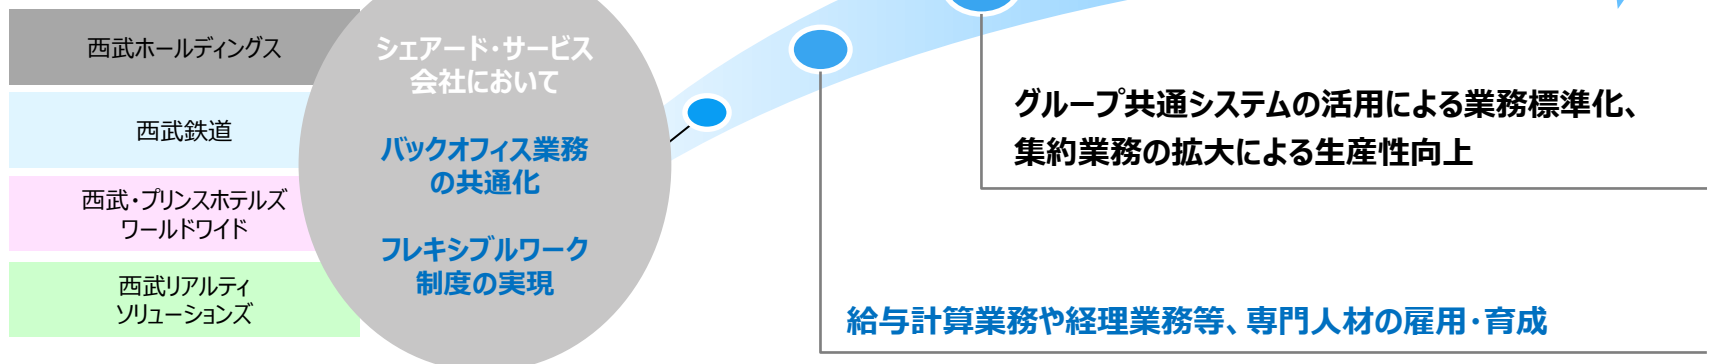 西武ホールディングス
西武鉄道
西武・プリンスホテルズ
ワールドワイド
西武リアルティ
ソリューションズ
シェアード・サービス
会社において
バックオフィス業務
の共通化
フレキシブルワーク
制度の実現
グループ共通システムの活用による業務標準化、
集約業務の拡大による生産性向上
給与計算業務や経理業務等、専門人材の雇用・育成